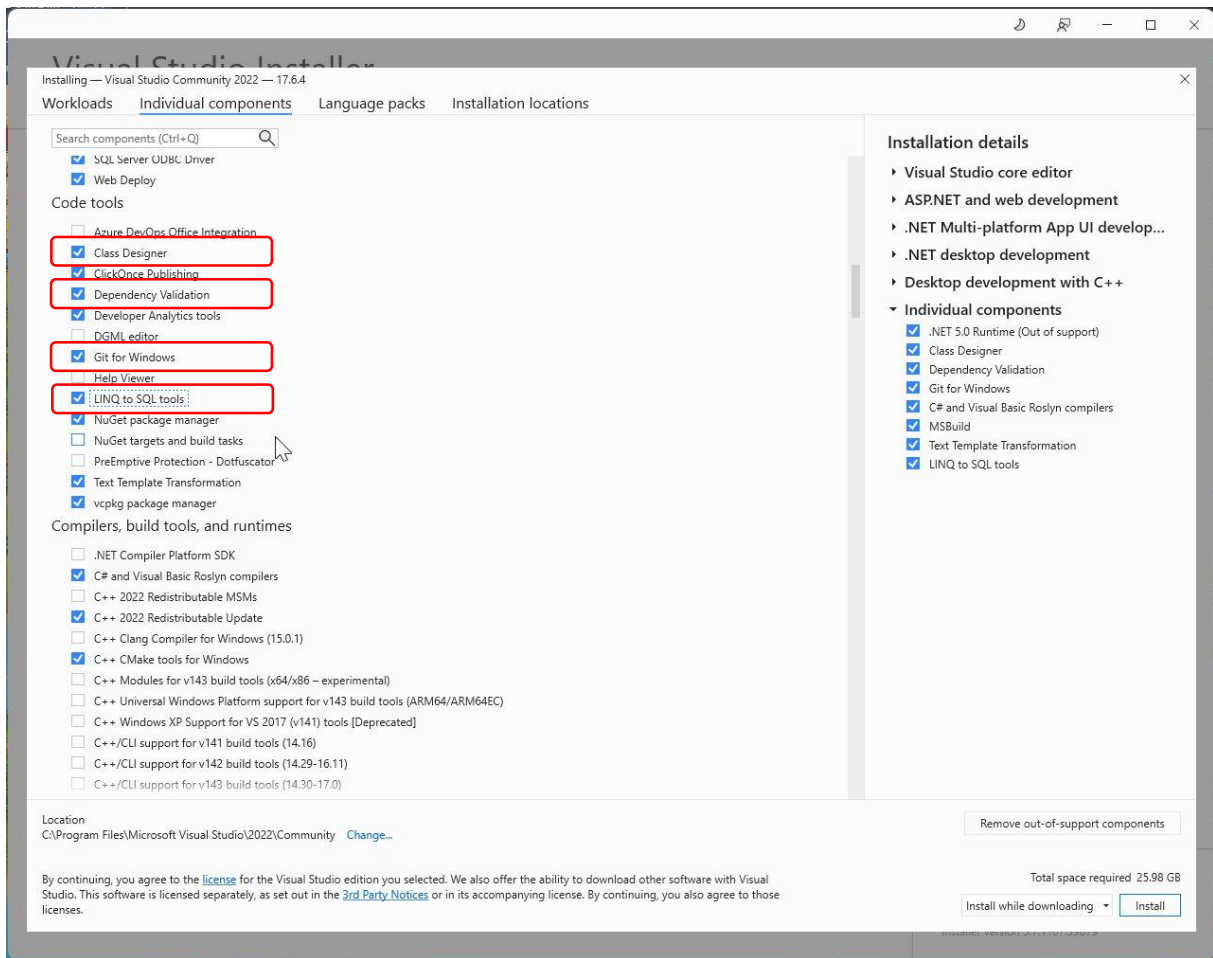 Visual Studio Installer
Installing — Visual Studio Community 2022 — 17.6.4
Workloads Individual components Language packs Installation locations
Search components (Ctrl+Q)
SQL Server ODBC Driver
Web Deploy
Code tools
Azure DevOps Office Integration
Class Designer
ClickOnce Publishing
Dependency Validation
Developer Analytics tools
DGML editor
Git for Windows
Help Viewer
LINQ to SQL tools
NuGet package manager
NuGet targets and build tasks
PreEmptive Protection - Dotfuscator
Text Template Transformation
vcpkg package manager
Compilers, build tools, and runtimes
.NET Compiler Platform SDK
C# and Visual Basic Roslyn compilers
C++ 2022 Redistributable MSMs
C++ 2022 Redistributable Update
C++ Clang Compiler for Windows (15.0.1)
C++ CMake tools for Windows
C++ Modules for v143 build tools (x64/x86 – experimental)
C++ Universal Windows Platform support for v143 build tools (ARM64/ARM64EC)
C++ Windows XP Support for VS 2017 (v141) tools [Deprecated]
C++/CLI support for v141 build tools (14.16)
C++/CLI support for v142 build tools (14.29-16.11)
C++/CLI support for v143 build tools (14.30-17.0)
Installation details
Visual Studio core editor
ASP.NET and web development
.NET Multi-platform App UI develop...
.NET desktop development
Desktop development with C++
Individual components
.NET 5.0 Runtime (Out of support)
Class Designer
Dependency Validation
Git for Windows
C# and Visual Basic Roslyn compilers
MSBuild
Text Template Transformation
LINQ to SQL tools
Location
C:\Program Files\Microsoft Visual Studio\2022\Community Change...
Remove out-of-support components
By continuing, you agree to the license for the Visual Studio edition you selected. We also offer the ability to download other software with Visual
Studio. This software is licensed separately, as set out in the 3rd Party Notices or in its accompanying license. By continuing, you also agree to those
licenses.
Total space required 25.98 GB
Install while downloading Install
Installer version